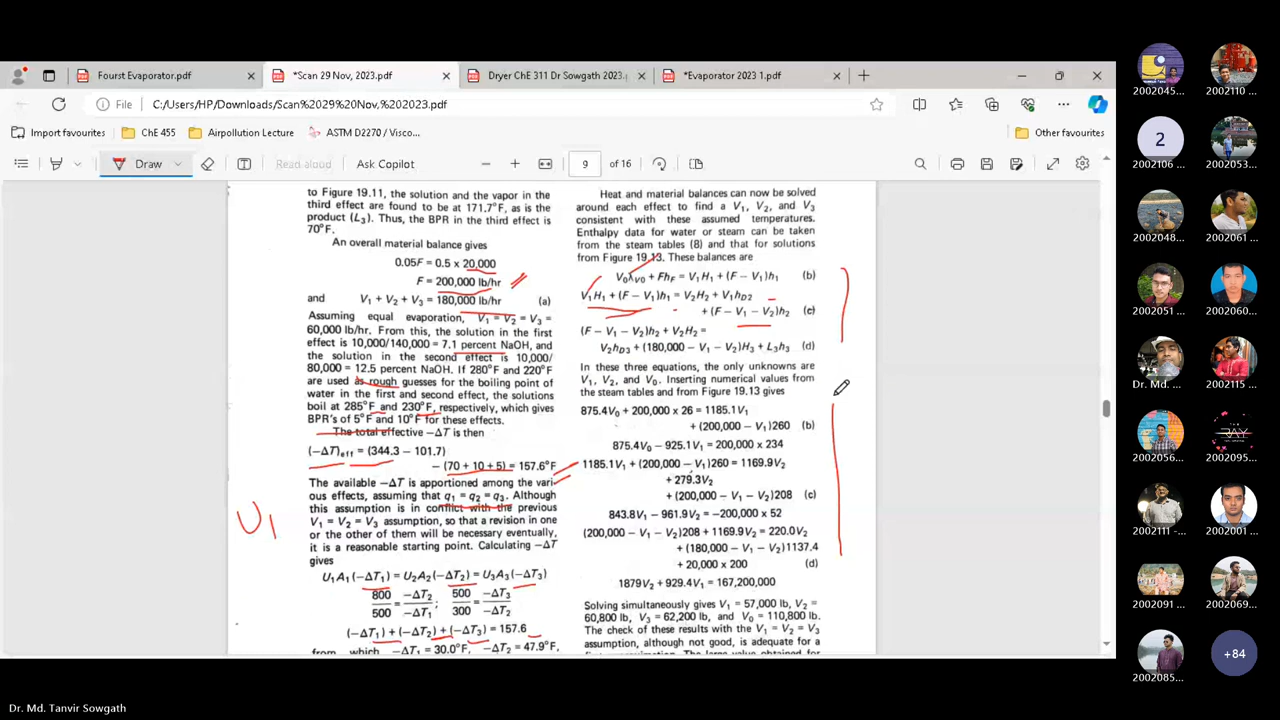 Fourst Evaporator.pdf
*Scan 29 Nov, 2023.pdf
Dryer ChE 311 Dr Sowgath 2023.
*Evaporator 2023 1.pdf
File
C:/Users/HP/Downloads/Scan%2029%20Nov,%202023.pdf
Import favourites
ChE 455
Airpollution Lecture
ASTM D2270 / Visco...
Other favourites
Draw
Read aloud
Ask Copilot
9 of 16
to Figure 19.11, the solution and the vapor in the
third effect are found to be at 171.7°F, as is the
product (L₃). Thus, the BPR in the third effect is
70°F.
An overall material balance gives
0.05F = 0.5 x 20,000
F = 200,000 lb/hr
and V₁ + V₂ + V₃ = 180,000 lb/hr (a)
Assuming equal evaporation, V₁ = V₂ = V₃ =
60,000 lb/hr. From this, the solution in the first
effect is 10,000/140,000 = 7.1 percent NaOH, and
the solution in the second effect is 10,000/
80,000 = 12.5 percent NaOH. If 280°F and 220°F
are used as rough guesses for the boiling point of
water in the first and second effect, the solutions
boil at 285°F and 230°F, respectively, which gives
BPR's of 5°F and 10°F for these effects.
The total effective −ΔT is then
(−ΔT)eff = (344.3 − 101.7)
− (70 + 10 + 5) = 157.6°F
The available −ΔT is apportioned among the vari-
ous effects, assuming that q₁ = q₂ = q₃. Although
this assumption is in conflict with the previous
V₁ = V₂ = V₃ assumption, so that a revision in one
or the other of them will be necessary eventually,
it is a reasonable starting point. Calculating −ΔT
gives
U₁A₁(−ΔT₁) = U₂A₂(−ΔT₂) = U₃A₃(−ΔT₃)
800/500 = −ΔT₂/−ΔT₁; 500/300 = −ΔT₃/−ΔT₂
(−ΔT₁) + (−ΔT₂) + (−ΔT₃) = 157.6
from which −ΔT₁ = 30.0°F, −ΔT₂ = 47.9°F,
U₁
Heat and material balances can now be solved
around each effect to find a V₁, V₂, and V₃
consistent with these assumed temperatures.
Enthalpy data for water or steam can be taken
from the steam tables (8) and that for solutions
from Figure 19.13. These balances are
V₀λV0 + FhF = V₁H₁ + (F − V₁)h₁ (b)
V₁H₁ + (F − V₁)h₁ = V₂H₂ + V₁hD2
+ (F − V₁ − V₂)h₂ (c)
(F − V₁ − V₂)h₂ + V₂H₂ =
V₂hD3 + (180,000 − V₁ − V₂)H₃ + L₃h₃ (d)
In these three equations, the only unknowns are
V₁, V₂, and V₀. Inserting numerical values from
the steam tables and from Figure 19.13 gives
875.4V₀ + 200,000 x 26 = 1185.1V₁
+ (200,000 − V₁)260 (b)
875.4V₀ − 925.1V₁ = 200,000 x 234
1185.1V₁ + (200,000 − V₁)260 = 1169.9V₂
+ 279.3V₂
+ (200,000 − V₁ − V₂)208 (c)
843.8V₁ − 961.9V₂ = −200,000 x 52
(200,000 − V₁ − V₂)208 + 1169.9V₂ = 220.0V₂
+ (180,000 − V₁ − V₂)1137.4
+ 20,000 x 200 (d)
1879V₂ + 929.4V₁ = 167,200,000
Solving simultaneously gives V₁ = 57,000 lb, V₂ =
60,800 lb, V₃ = 62,200 lb, and V₀ = 110,800 lb.
The check of these results with the V₁ = V₂ = V₃
assumption, although not good, is adequate for a
2002045...
2002110 ...
2
2002106 ...
2002053...
2002048...
2002041...
2002051...
2002060...
Dr. Md. ...
2002115 ...
2002056...
THE
RAY
2002004...
2002111 -...
2002001 ...
2002091 ...
2002069...
2002085...
+84
Dr. Md. Tanvir Sowgath